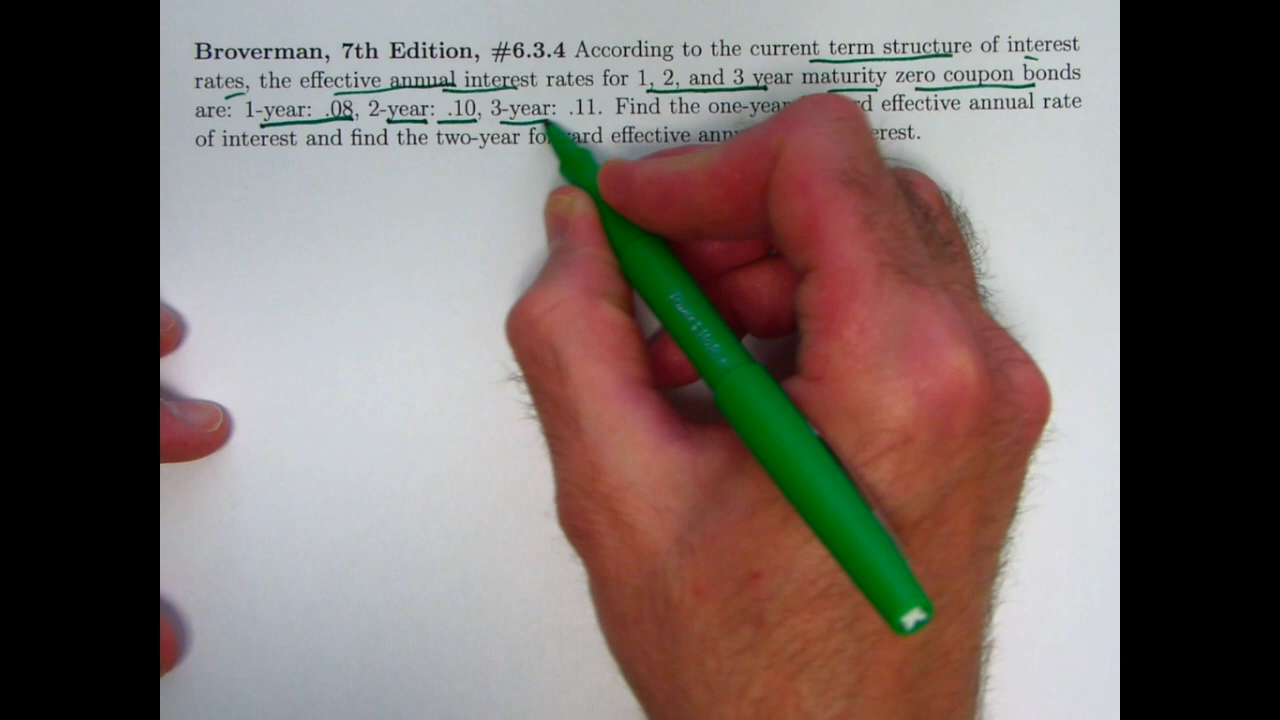 Broverman, 7th Edition, #6.3.4 According to the current term structure of interest
rates, the effective annual interest rates for 1, 2, and 3 year maturity zero coupon bonds
are: 1-year: .08, 2-year: .10, 3-year: .11. Find the one-year effective annual rate
of interest and find the two-year effective